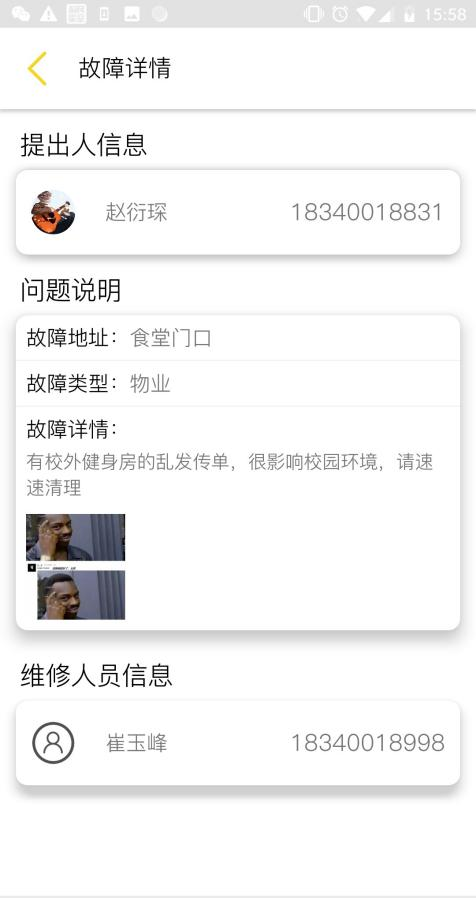 15:58
故障详情
提出人信息
赵衍琛 18340018831
问题说明
故障地址：食堂门口
故障类型：物业
故障详情：
有校外健身房的乱发传单，很影响校园环境，请速
速清理
维修人员信息
崔玉峰 18340018998